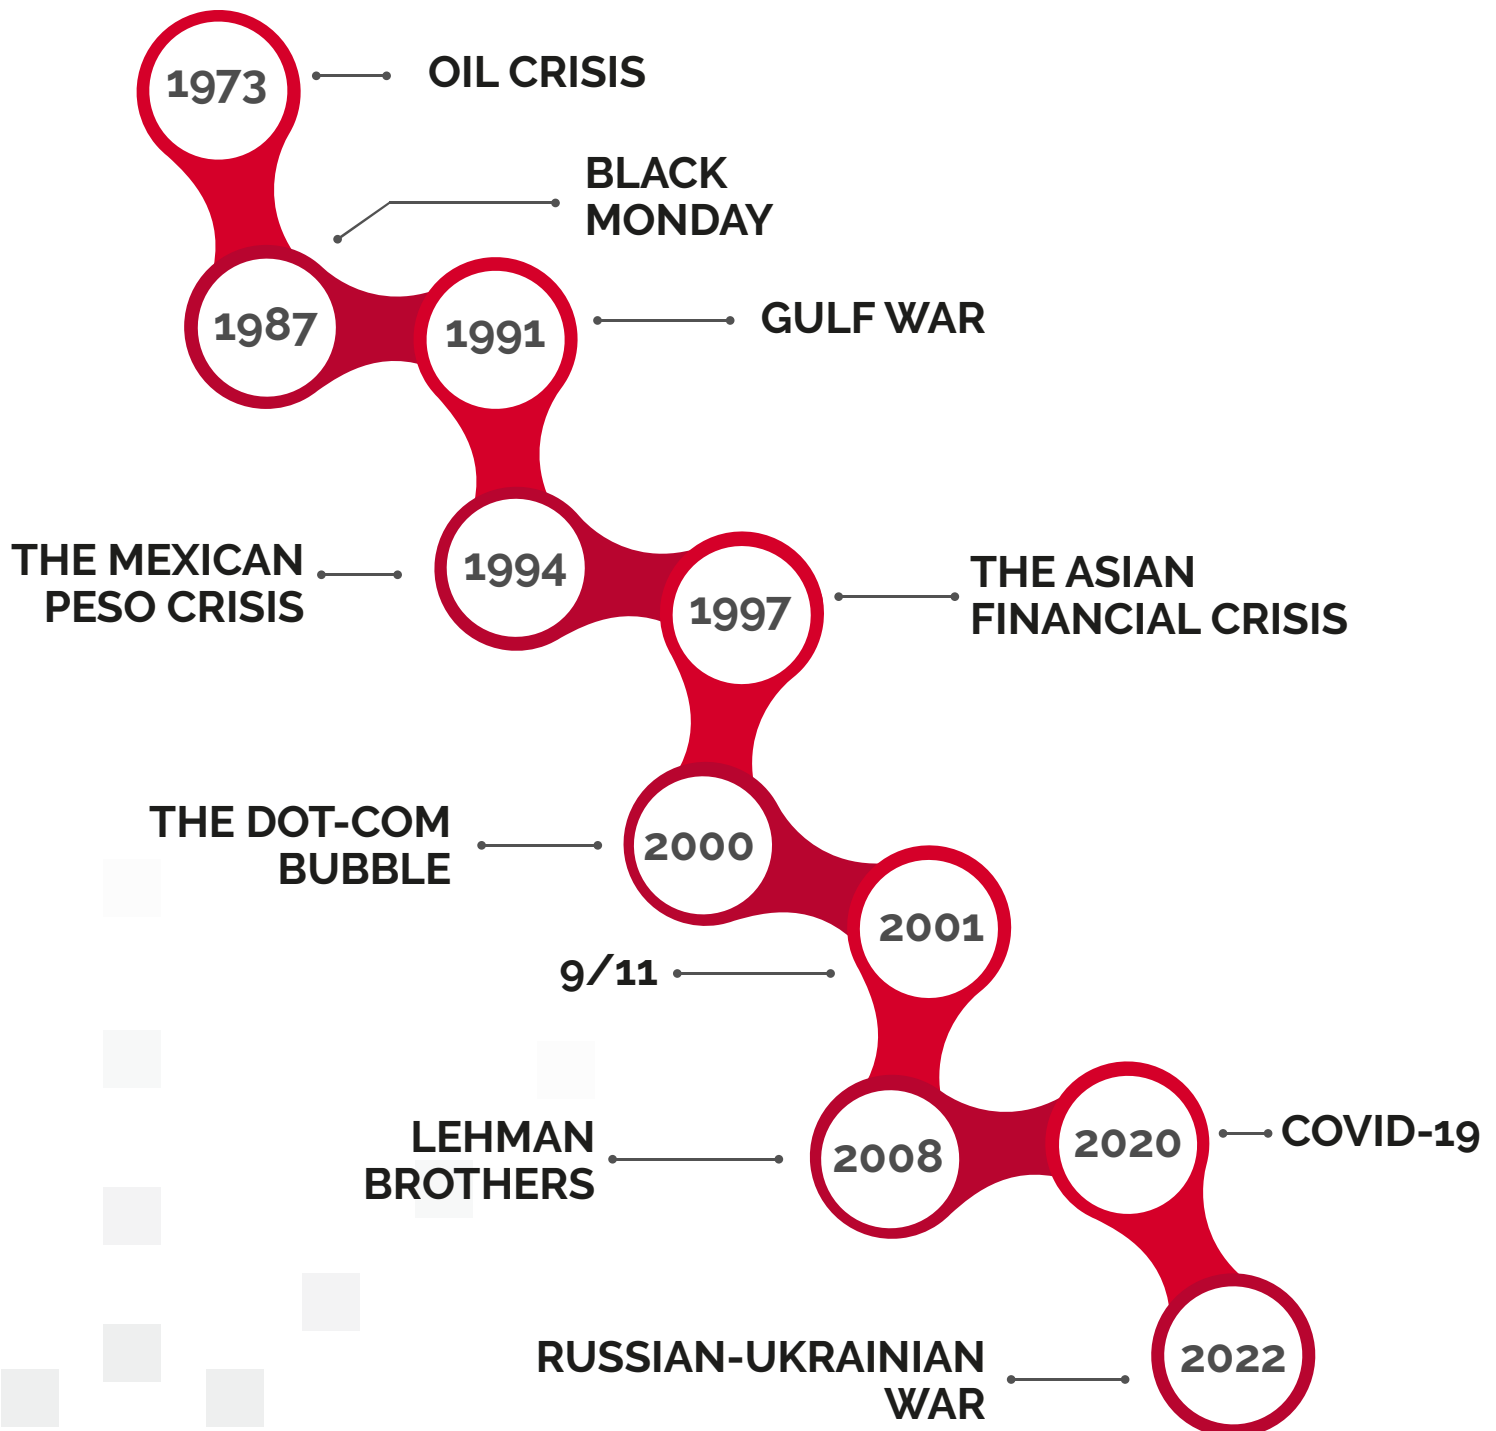 1973
OIL CRISIS
BLACK
MONDAY
1987
1991
GULF WAR
THE MEXICAN
PESO CRISIS
1994
1997
THE ASIAN
FINANCIAL CRISIS
THE DOT-COM
BUBBLE
2000
2001
9/11
LEHMAN
BROTHERS
2008
2020
COVID-19
RUSSIAN-UKRAINIAN
WAR
2022